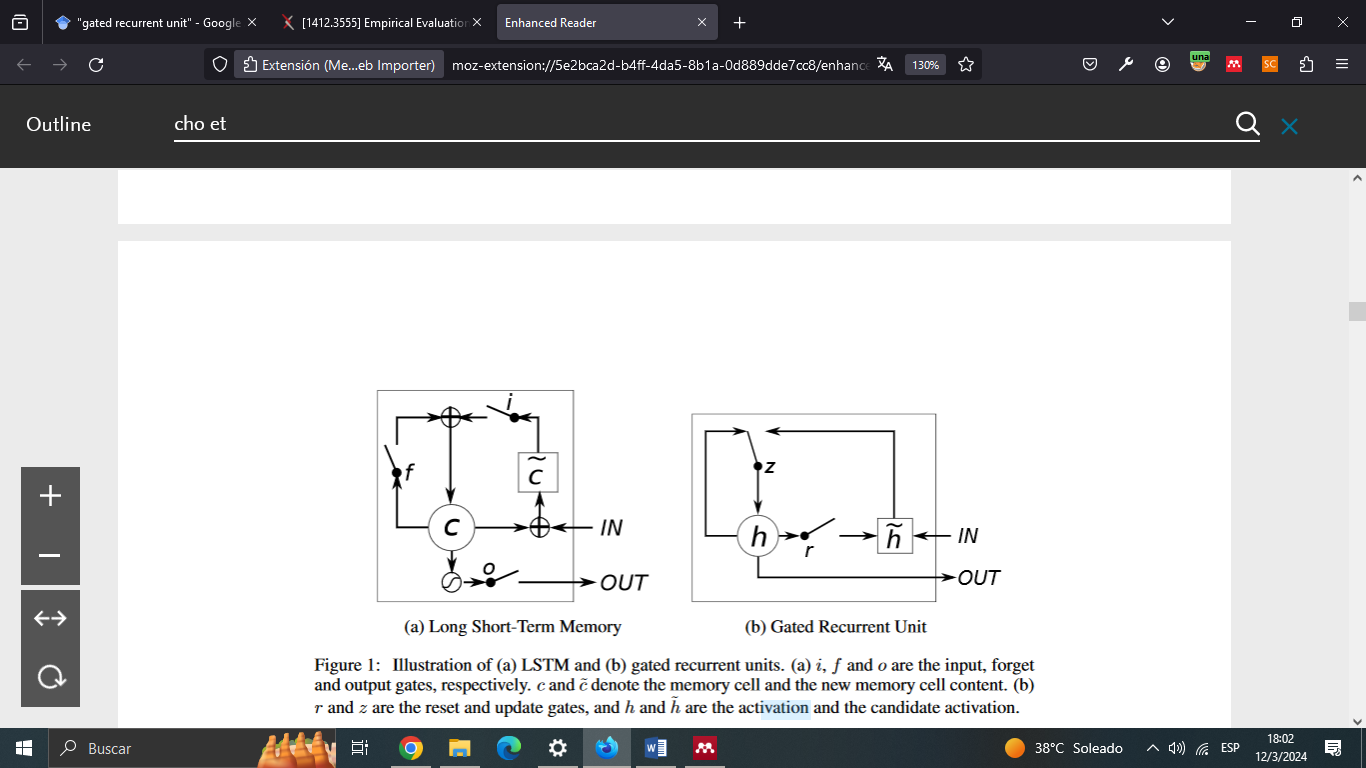 "gated recurrent unit" - Google
[1412.3555] Empirical Evaluation
Enhanced Reader
Extensión (Me...eb Importer)
moz-extension://5e2bca2d-b4ff-4da5-8b1a-0d889dde7cc8/enhance
130%
una
SC
Outline
cho et
i
f
c̃
c
IN
o
OUT
z
h
r
h̃
IN
OUT
(a) Long Short-Term Memory
(b) Gated Recurrent Unit
Figure 1: Illustration of (a) LSTM and (b) gated recurrent units. (a) i, f and o are the input, forget
and output gates, respectively. c and c̃ denote the memory cell and the new memory cell content. (b)
r and z are the reset and update gates, and h and h̃ are the activation and the candidate activation.
Buscar
38°C Soleado
ESP
18:02
12/3/2024